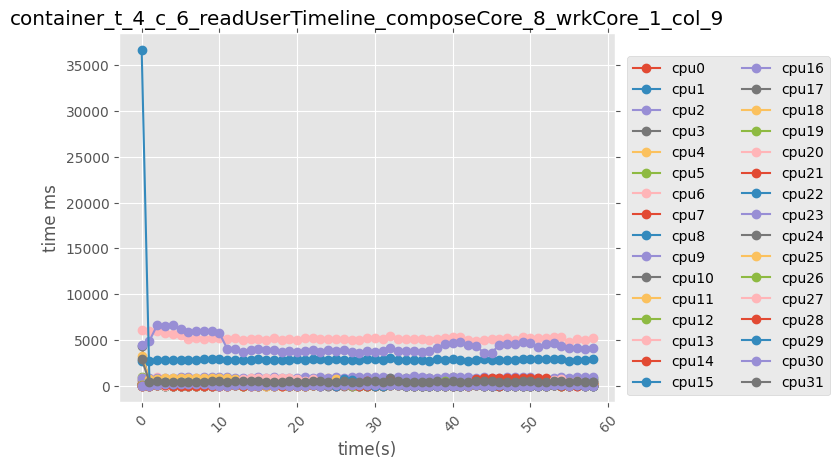 container_t_4_c_6_readUserTimeline_composeCore_8_wrkCore_1_col_9
time ms
35000
30000
25000
20000
15000
10000
5000
0
0
10
20
30
40
50
60
time(s)
cpu0
cpu1
cpu2
cpu3
cpu4
cpu5
cpu6
cpu7
cpu8
cpu9
cpu10
cpu11
cpu12
cpu13
cpu14
cpu15
cpu16
cpu17
cpu18
cpu19
cpu20
cpu21
cpu22
cpu23
cpu24
cpu25
cpu26
cpu27
cpu28
cpu29
cpu30
cpu31